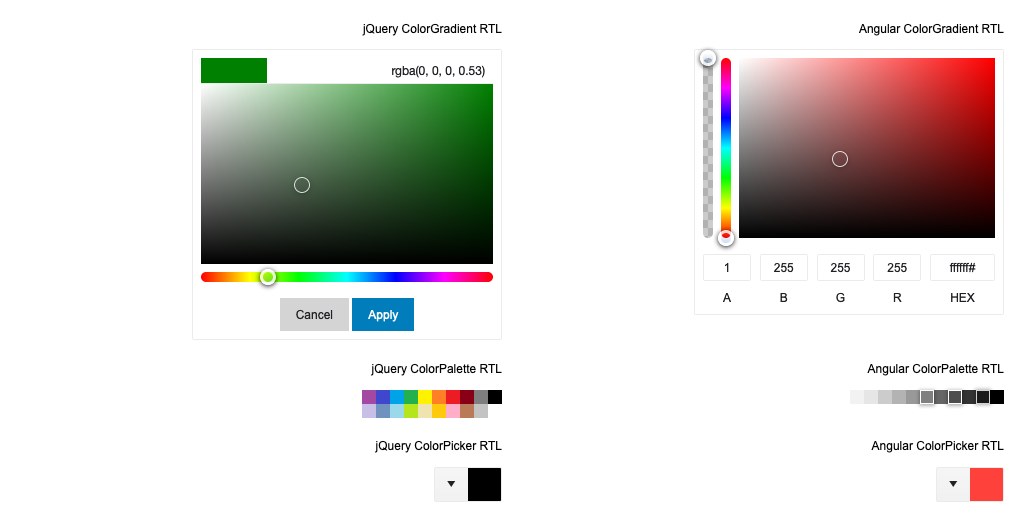 jQuery ColorGradient RTL
rgba(0, 0, 0, 0.53)
Cancel Apply
jQuery ColorPalette RTL
jQuery ColorPicker RTL
Angular ColorGradient RTL
1 255 255 255 ffffff#
A B G R HEX
Angular ColorPalette RTL
Angular ColorPicker RTL